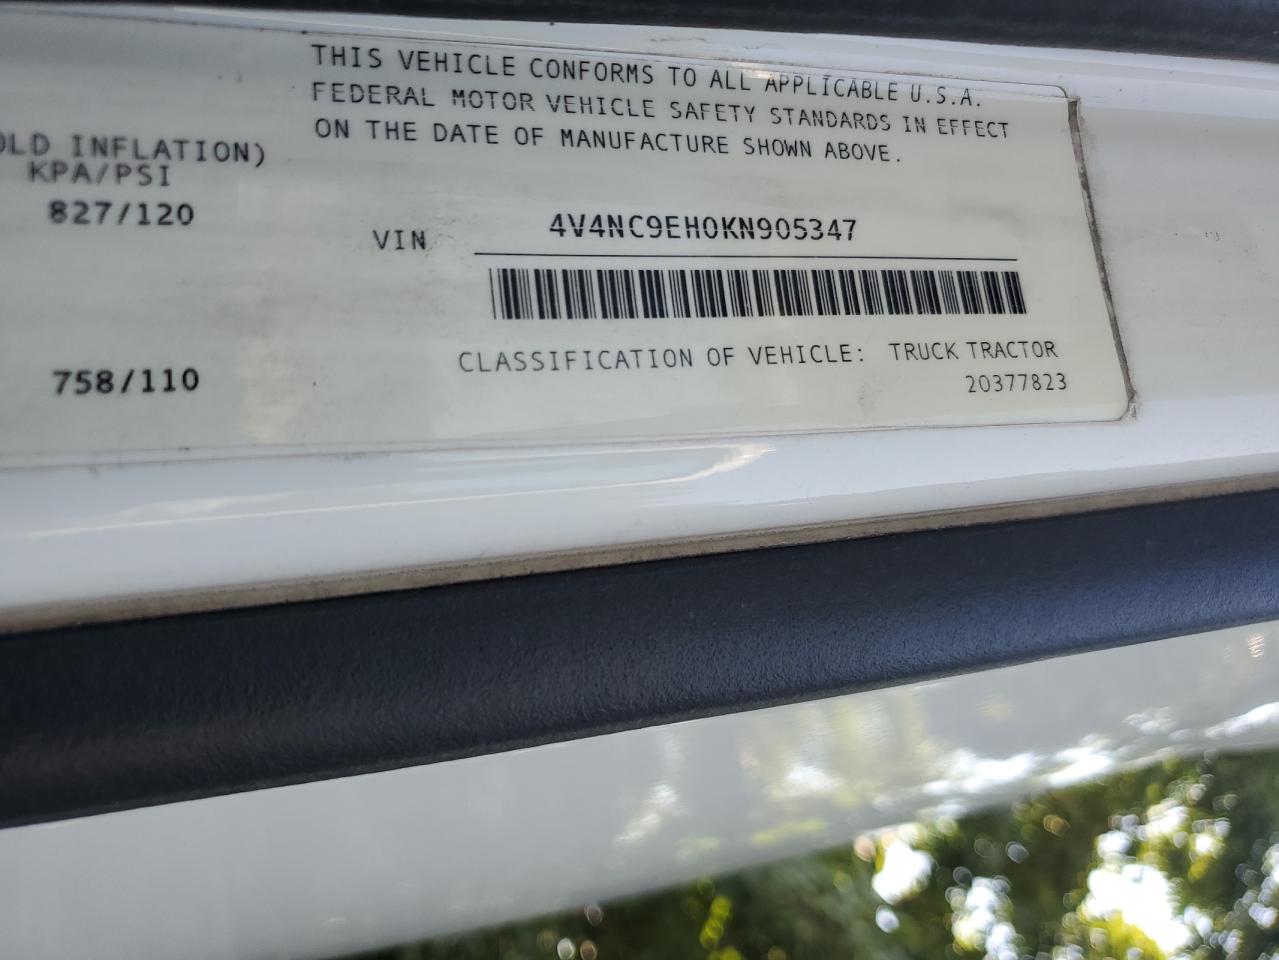 THIS VEHICLE CONFORMS TO ALL APPLICABLE U.S.A.
FEDERAL MOTOR VEHICLE SAFETY STANDARDS IN EFFECT
ON THE DATE OF MANUFACTURE SHOWN ABOVE.
OLD INFLATION)
KPA/PSI
827/120
VIN 4V4NC9EH0KN905347
758/110
CLASSIFICATION OF VEHICLE: TRUCK TRACTOR
20377823